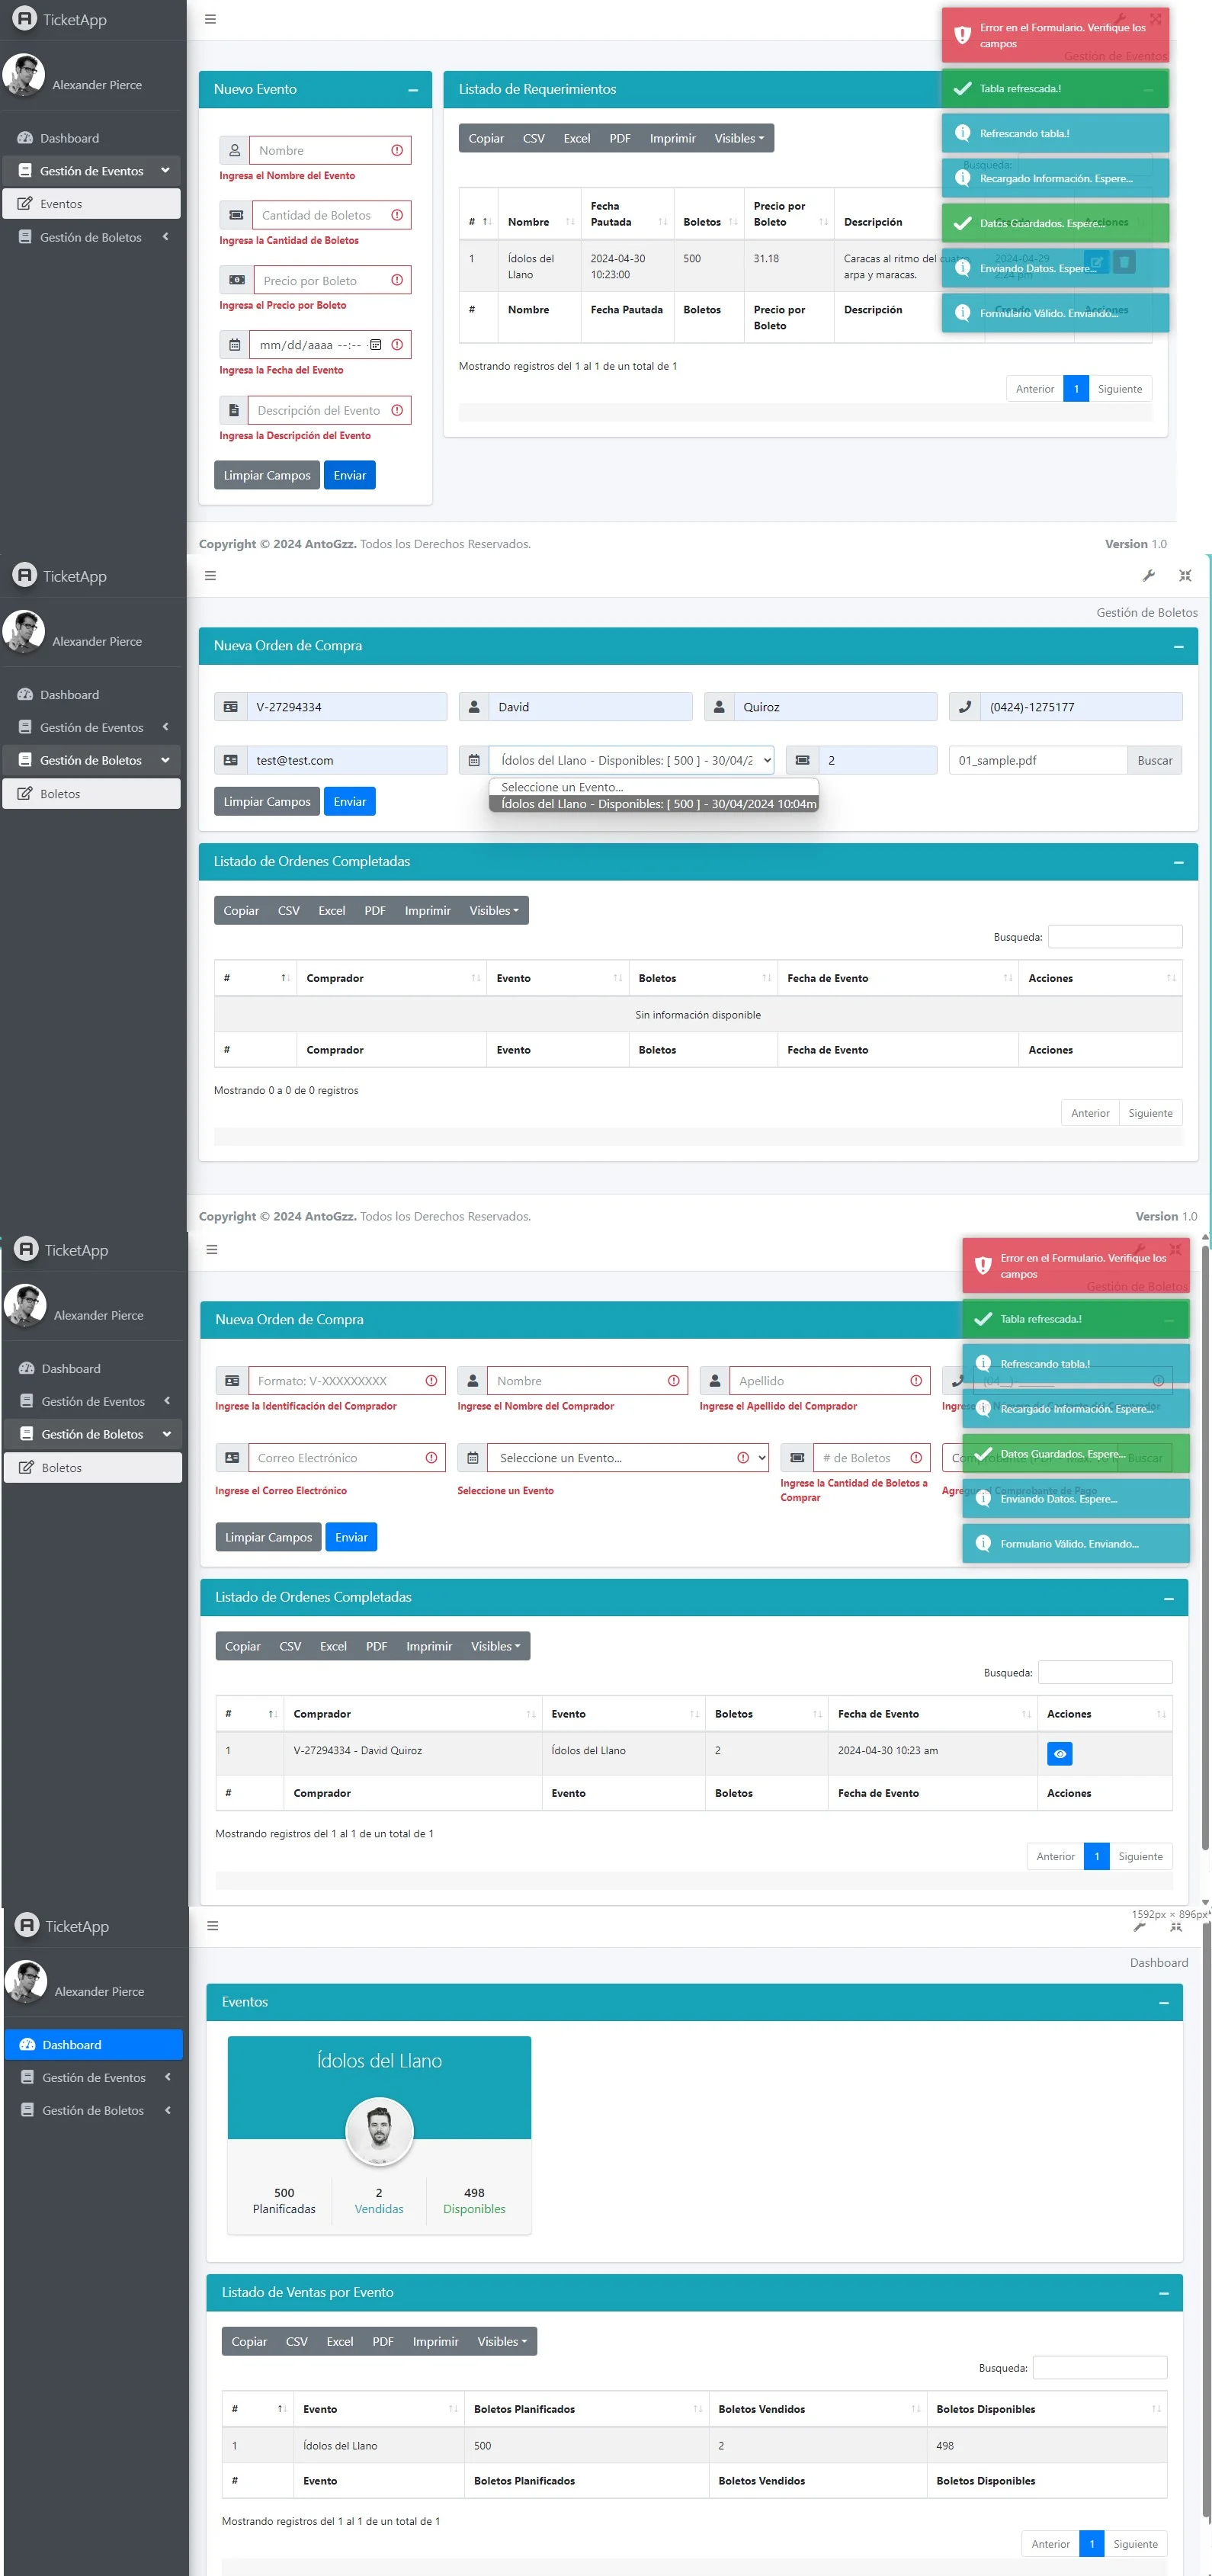 TicketApp
Alexander Pierce
Dashboard
Gestión de Eventos
Eventos
Gestión de Boletos
Gestión de Eventos
Nuevo Evento
Nombre
Ingresa el Nombre del Evento
Cantidad de Boletos
Ingresa la Cantidad de Boletos
Precio por Boleto
Ingresa el Precio por Boleto
mm/dd/aaaa --:--
Ingresa la Fecha del Evento
Descripción del Evento
Ingresa la Descripción del Evento
Limpiar Campos Enviar
Listado de Requerimientos
Copiar CSV Excel PDF Imprimir Visibles
Busqueda:
# Nombre Fecha Pautada Boletos Precio por Boleto Descripción Acciones
1 Ídolos del Llano 2024-04-30 10:23:00 500 31.18 Caracas al ritmo del cuatro, arpa y maracas. 2024-04-29 2:24 pm
# Nombre Fecha Pautada Boletos Precio por Boleto Descripción Creado Acciones
Mostrando registros del 1 al 1 de un total de 1
Anterior 1 Siguiente
Error en el Formulario. Verifique los campos
Tabla refrescada.!
Refrescando tabla.!
Recargado Información. Espere...
Datos Guardados. Espere...
Enviando Datos. Espere...
Formulario Válido. Enviando...
Copyright © 2024 AntoGzz. Todos los Derechos Reservados.
Version 1.0
TicketApp
Alexander Pierce
Dashboard
Gestión de Eventos
Gestión de Boletos
Boletos
Gestión de Boletos
Nueva Orden de Compra
V-27294334 David Quiroz (0424)-1275177
test@test.com Ídolos del Llano - Disponibles: [ 500 ] - 30/04/2 2 01_sample.pdf Buscar
Seleccione un Evento...
Ídolos del Llano - Disponibles: [ 500 ] - 30/04/2024 10:04m
Limpiar Campos Enviar
Listado de Ordenes Completadas
Copiar CSV Excel PDF Imprimir Visibles
Busqueda:
# Comprador Evento Boletos Fecha de Evento Acciones
Sin información disponible
# Comprador Evento Boletos Fecha de Evento Acciones
Mostrando 0 a 0 de 0 registros
Anterior Siguiente
Copyright © 2024 AntoGzz. Todos los Derechos Reservados.
Version 1.0
TicketApp
Alexander Pierce
Dashboard
Gestión de Eventos
Gestión de Boletos
Boletos
Gestión de Boletos
Nueva Orden de Compra
Formato: V-XXXXXXXXX Nombre Apellido (04__)-_______
Ingrese la Identificación del Comprador Ingrese el Nombre del Comprador Ingrese el Apellido del Comprador
Correo Electrónico Seleccione un Evento... # de Boletos Buscar
Ingrese el Correo Electrónico Seleccione un Evento Ingrese la Cantidad de Boletos a Comprar Agregue el Comprobante de Pago
Limpiar Campos Enviar
Error en el Formulario. Verifique los campos
Tabla refrescada.!
Refrescando tabla.!
Recargado Información. Espere...
Datos Guardados. Espere...
Enviando Datos. Espere...
Formulario Válido. Enviando...
Listado de Ordenes Completadas
Copiar CSV Excel PDF Imprimir Visibles
Busqueda:
# Comprador Evento Boletos Fecha de Evento Acciones
1 V-27294334 - David Quiroz Ídolos del Llano 2 2024-04-30 10:23 am
# Comprador Evento Boletos Fecha de Evento Acciones
Mostrando registros del 1 al 1 de un total de 1
Anterior 1 Siguiente
1592px × 896px
TicketApp
Alexander Pierce
Dashboard
Gestión de Eventos
Gestión de Boletos
Dashboard
Eventos
Ídolos del Llano
500 2 498
Planificadas Vendidas Disponibles
Listado de Ventas por Evento
Copiar CSV Excel PDF Imprimir Visibles
Busqueda:
# Evento Boletos Planificados Boletos Vendidos Boletos Disponibles
1 Ídolos del Llano 500 2 498
# Evento Boletos Planificados Boletos Vendidos Boletos Disponibles
Mostrando registros del 1 al 1 de un total de 1
Anterior 1 Siguiente